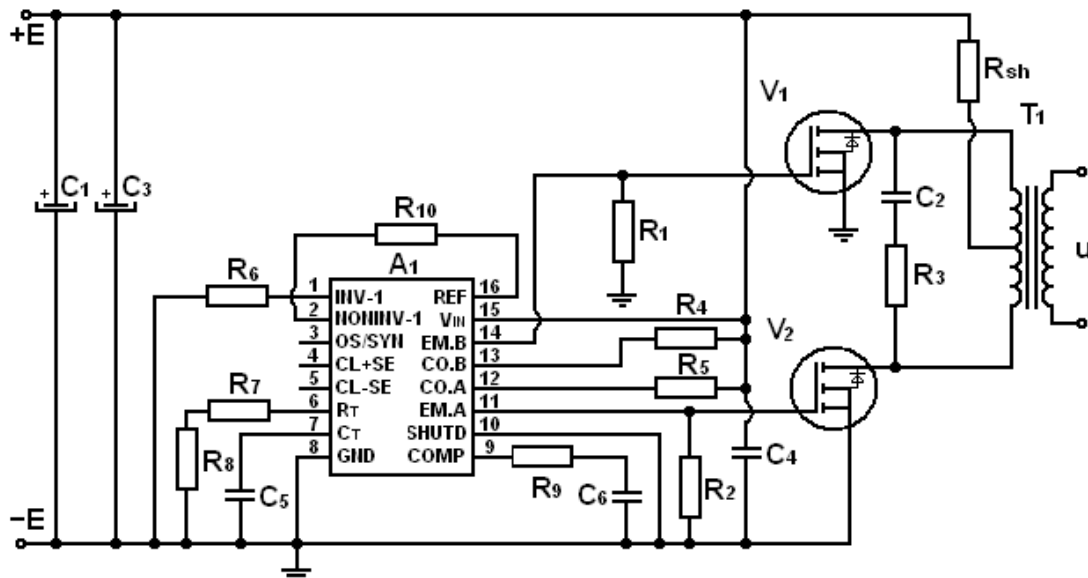 +E
Rsh
V1
T1
C1
C3
R10
R1
C2
u
A1
R6
R3
1 INV-1 REF 16
2 NONINV-1 VIN 15
3 OS/SYN EM.B 14
4 CL+SE CO.B 13
5 CL-SE CO.A 12
6 RT EM.A 11
7 CT SHUTD 10
8 GND COMP 9
R4
V2
R5
R7
R8
C5
R9
C6
R2
C4
−E
+
+